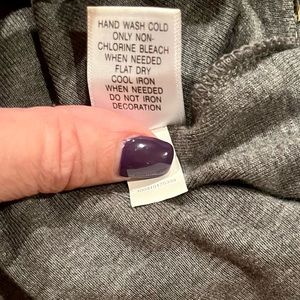 HAND WASH COLD
ONLY NON-
CHLORINE BLEACH
WHEN NEEDED
FLAT DRY
COOL IRON
WHEN NEEDED
DO NOT IRON
DECORATION